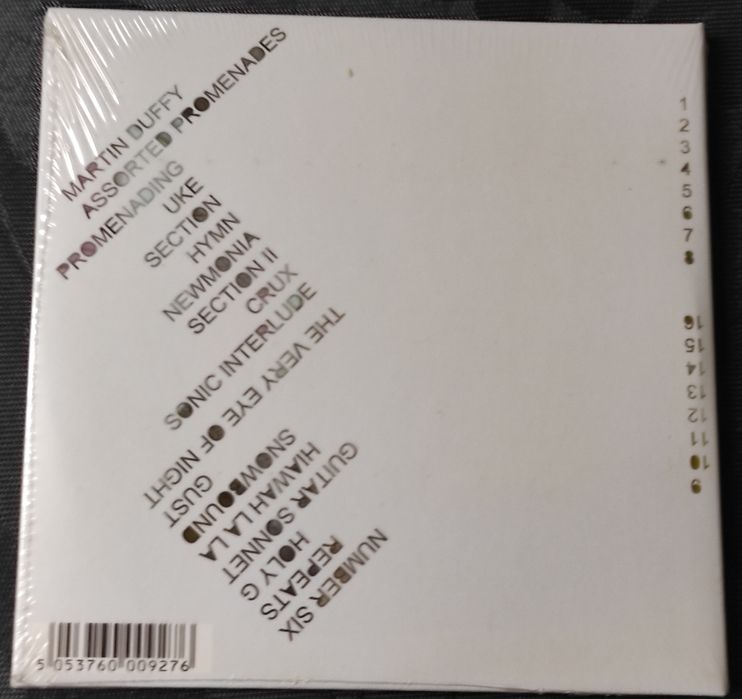 MARTIN DUFFY
ASSORTED PROMENADES
PROMENADING
UKE
SECTION
HYMN
NEWMONIA
SECTION II
CRUX
SONIC INTERLUDE
THE VERY EYE OF NIGHT
GUST
SNOWBOUND
HIAWAH LA LA
GUITAR SONNET
HOLY G
REPEATS
NUMBER SIX
1
2
3
4
5
6
7
8
16
15
14
13
12
11
10
9
5 053760 009276